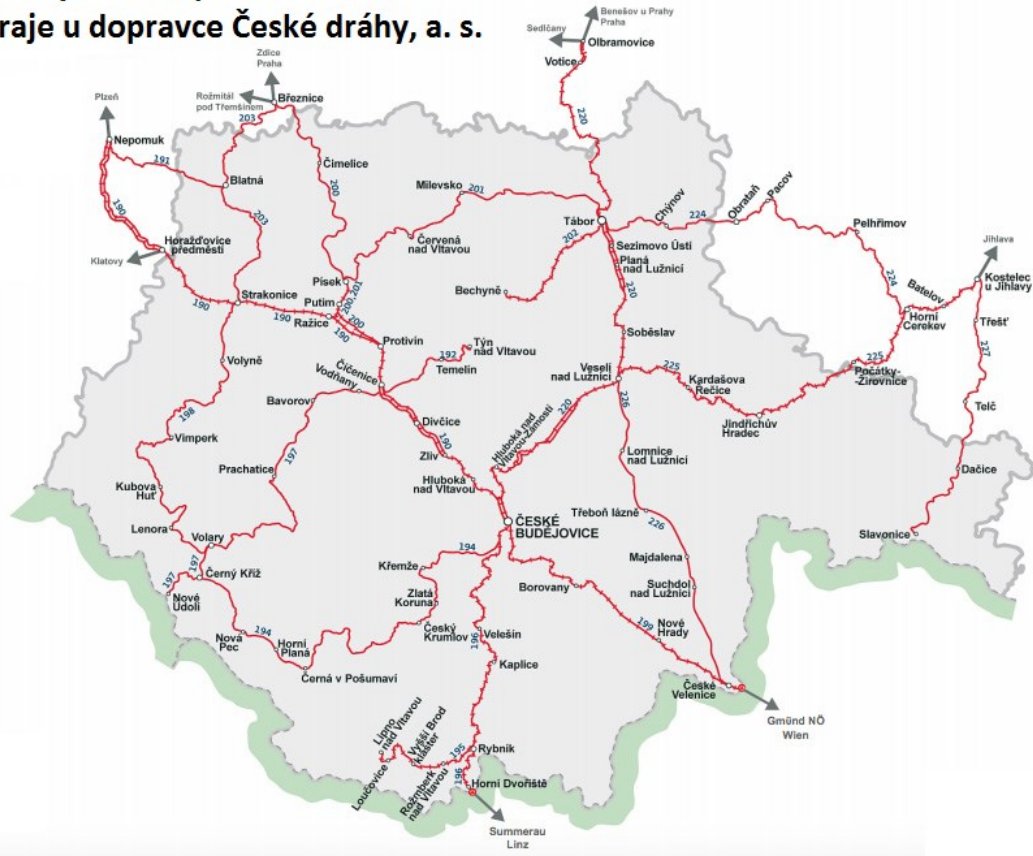 raje u dopravce České dráhy, a. s.
Benešov u Prahy
Praha
Sedlčany
Olbramovice
Votice
220
Zdice
Praha
Rožmitál
pod Třemšínem
Březnice
203
Plzeň
Nepomuk
191
Blatná
Čimelice
200
Milevsko
201
Tábor
Chýnov
224
Obrataň
Pacov
Pelhřimov
190
203
Horažďovice
předměstí
Klatovy
Červená
nad Vltavou
202
Sezimovo Ústí
Planá
nad Lužnicí
220
Bechyně
224
Jihlava
Kostelec
u Jihlavy
Batelov
Horní
Cerekev
Třešť
227
Písek
200,201
Putim
200
Ražice
190
Strakonice
190
190
Protivín
Soběslav
Týn
nad Vltavou
192
Temelín
Volyně
Číčenice
Vodňany
Veselí
nad Lužnicí
225
Kardašova
Řečice
225
Počátky-
-Žirovnice
Bavorov
198
220
226
Jindřichův
Hradec
Telč
Vimperk
Dívčice
190
Zliv
Hluboká nad
Vltavou-Zámostí
Lomnice
nad Lužnicí
Prachatice
197
Hluboká
nad Vltavou
Dačice
Kubova
Huť
Lenora
Volary
ČESKÉ
BUDĚJOVICE
Třeboň lázně
226
Slavonice
197
Černý Kříž
197
Nové
Údolí
194
Křemže
Zlatá
Koruna
Borovany
Majdalena
Suchdol
nad Lužnicí
Nová
Pec
194
Horní
Planá
Český
Krumlov
196
Velešín
199
Nové
Hrady
Černá v Pošumaví
Kaplice
České
Velenice
Gmünd NÖ
Wien
Lipno
nad Vltavou
Vyšší Brod
klášter
Loučovice
Rožmberk
nad Vltavou
195
Rybník
196
Horní Dvořiště
Summerau
Linz